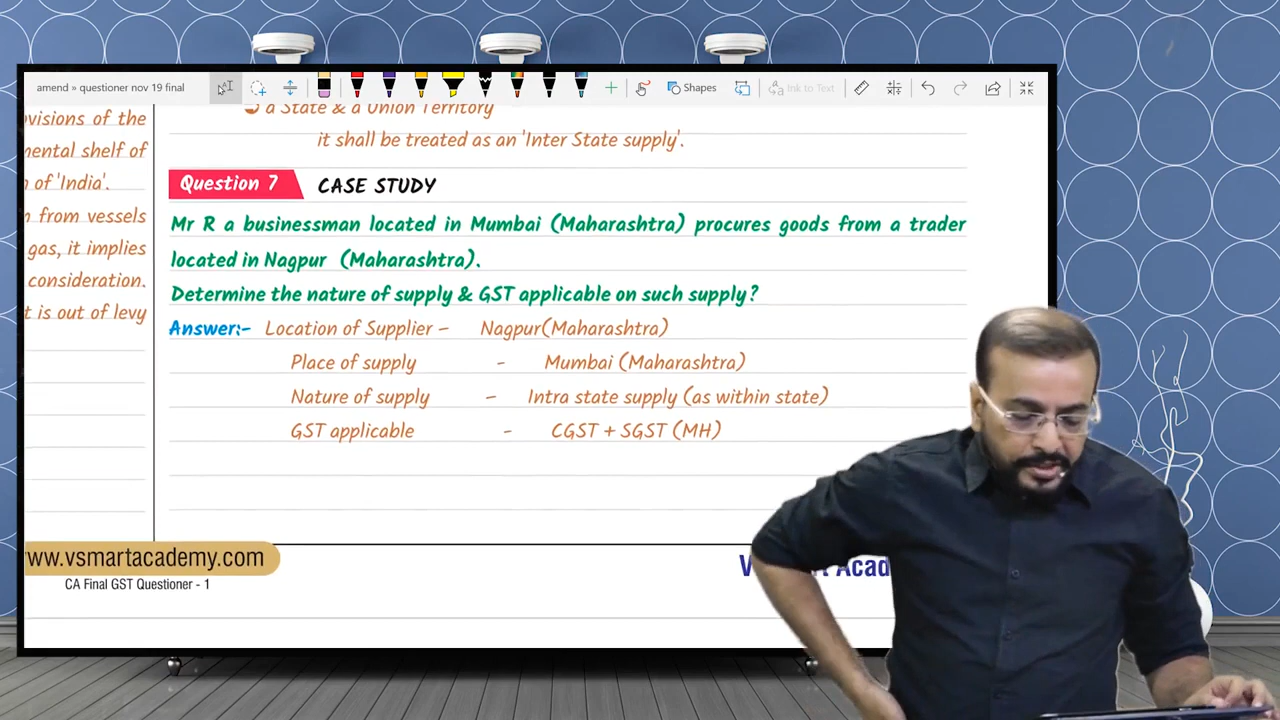 amend » questioner nov 19 final
Shapes
Ink to Text
ovisions of the
mental shelf of
n of 'India'.
n from vessels
gas, it implies
consideration.
t is out of levy
a State & a Union Territory
it shall be treated as an 'Inter State supply'.
Question 7 CASE STUDY
Mr R a businessman located in Mumbai (Maharashtra) procures goods from a trader
located in Nagpur (Maharashtra).
Determine the nature of supply & GST applicable on such supply?
Answer:- Location of Supplier – Nagpur(Maharashtra)
Place of supply - Mumbai (Maharashtra)
Nature of supply – Intra state supply (as within state)
GST applicable - CGST + SGST (MH)
www.vsmartacademy.com
CA Final GST Questioner - 1